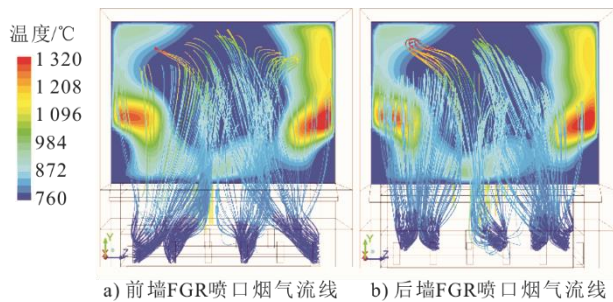 温度/℃
1 320
1 208
1 096
984
872
760
Y
Z
Y
Z
a) 前墙FGR喷口烟气流线
b) 后墙FGR喷口烟气流线